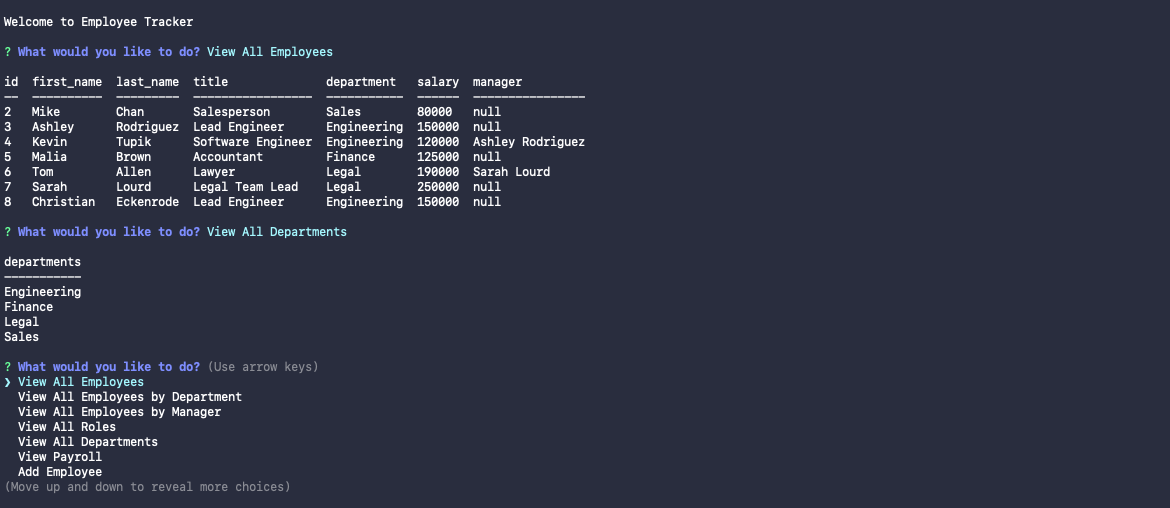 Welcome to Employee Tracker
? What would you like to do? View All Employees
id  first_name  last_name  title              department   salary  manager
──  ──────────  ─────────  ─────────────────  ───────────  ──────  ────────────────
2   Mike        Chan       Salesperson        Sales        80000   null
3   Ashley      Rodriguez  Lead Engineer      Engineering  150000  null
4   Kevin       Tupik      Software Engineer  Engineering  120000  Ashley Rodriguez
5   Malia       Brown      Accountant         Finance      125000  null
6   Tom         Allen      Lawyer             Legal        190000  Sarah Lourd
7   Sarah       Lourd      Legal Team Lead    Legal        250000  null
8   Christian   Eckenrode  Lead Engineer      Engineering  150000  null
? What would you like to do? View All Departments
departments
───────────
Engineering
Finance
Legal
Sales
? What would you like to do? (Use arrow keys)
❯ View All Employees
  View All Employees by Department
  View All Employees by Manager
  View All Roles
  View All Departments
  View Payroll
  Add Employee
(Move up and down to reveal more choices)